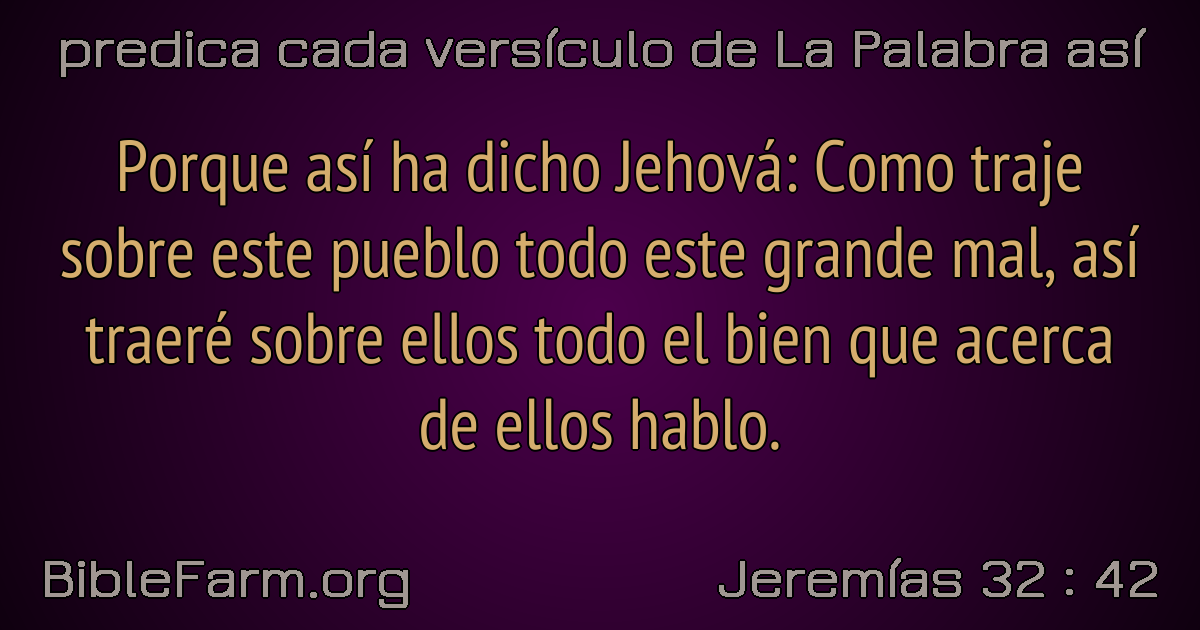 predica cada versículo de La Palabra así
Porque así ha dicho Jehová: Como traje
sobre este pueblo todo este grande mal, así
traeré sobre ellos todo el bien que acerca
de ellos hablo.
BibleFarm.org
Jeremías 32 : 42